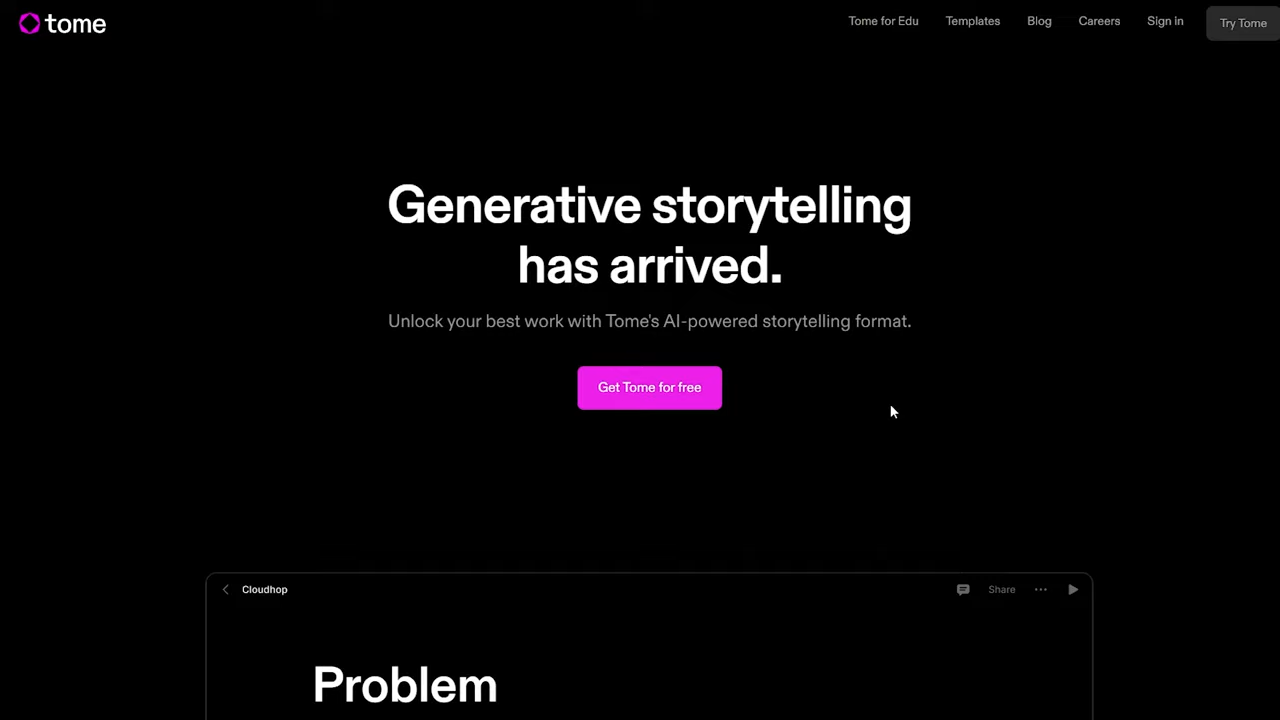 tome
Tome for Edu Templates Blog Careers Sign in Try Tome
Generative storytelling
has arrived.
Unlock your best work with Tome's AI-powered storytelling format.
Get Tome for free
Cloudhop
Share
Problem